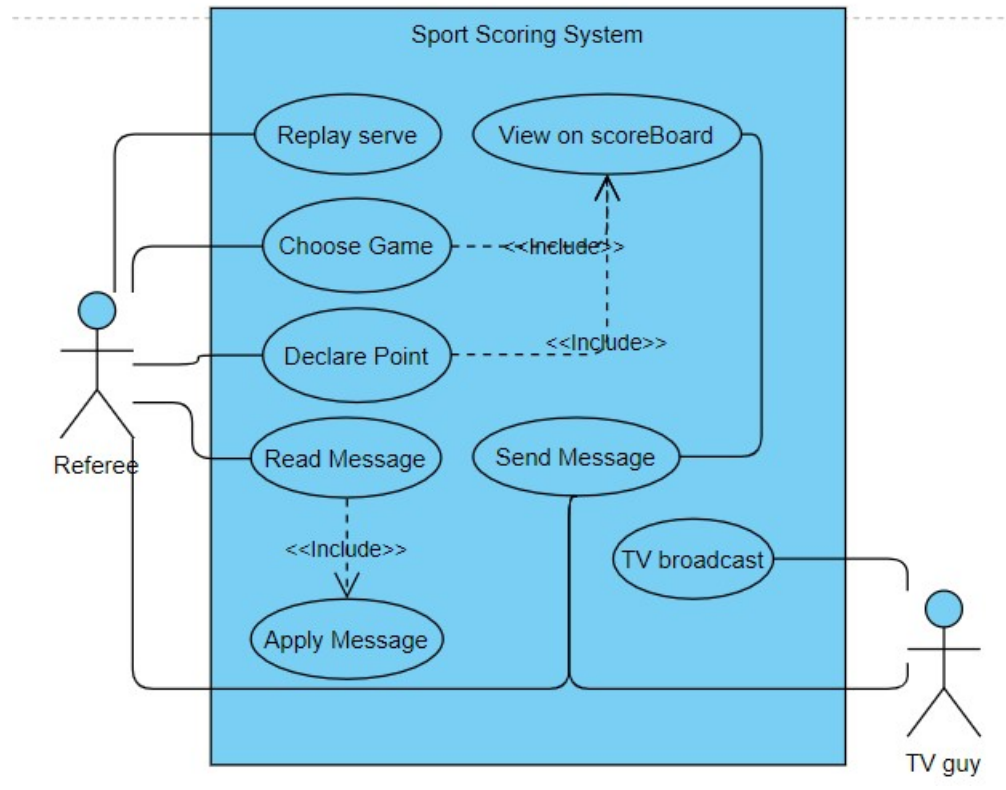 Sport Scoring System
Replay serve
View on scoreBoard
Choose Game
<<Include>>
Declare Point
<<Include>>
Read Message
Send Message
Referee
<<Include>>
TV broadcast
Apply Message
TV guy